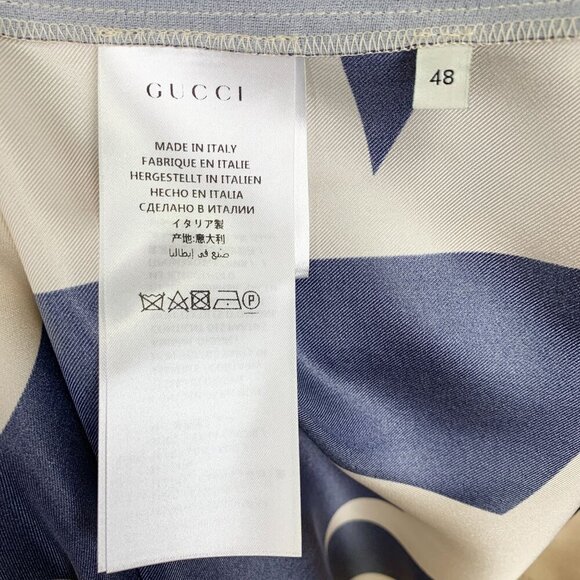 GUCCI
48
MADE IN ITALY
FABRIQUE EN ITALIE
HERGESTELLT IN ITALIEN
HECHO EN ITALIA
СДЕЛАНО В ИТАЛИИ
イタリア製
产地:意大利
صنع في إيطاليا
P